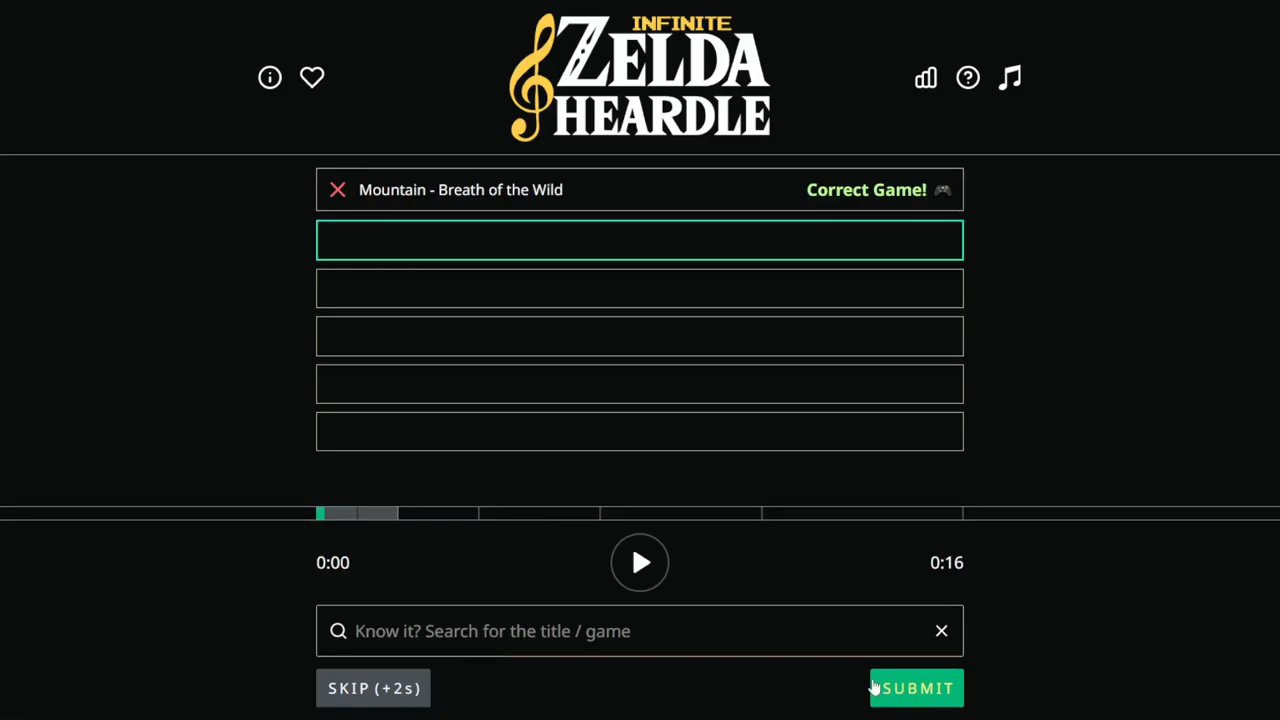 INFINITE
ZELDA
HEARDLE
Mountain - Breath of the Wild Correct Game!
0:00 0:16
Know it? Search for the title / game
SKIP (+2s) SUBMIT